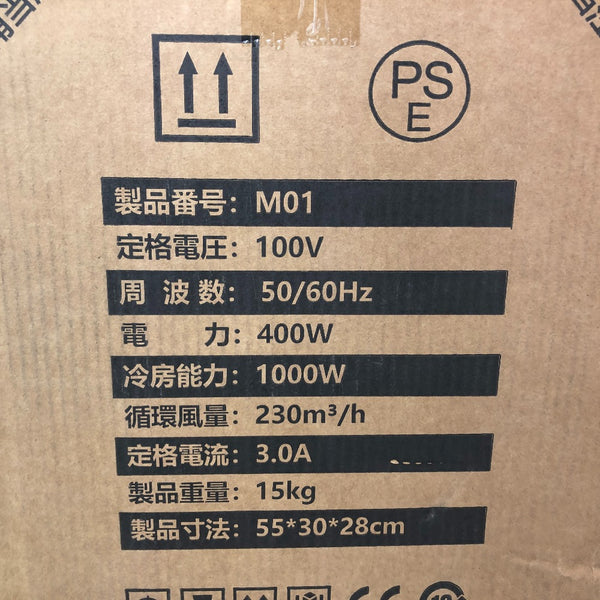 PS
E
製品番号：M01
定格電圧：100V
周波数：50/60Hz
電 力：400W
冷房能力：1000W
循環風量：230m³/h
定格電流：3.0A
製品重量：15kg
製品寸法：55*30*28cm
CE